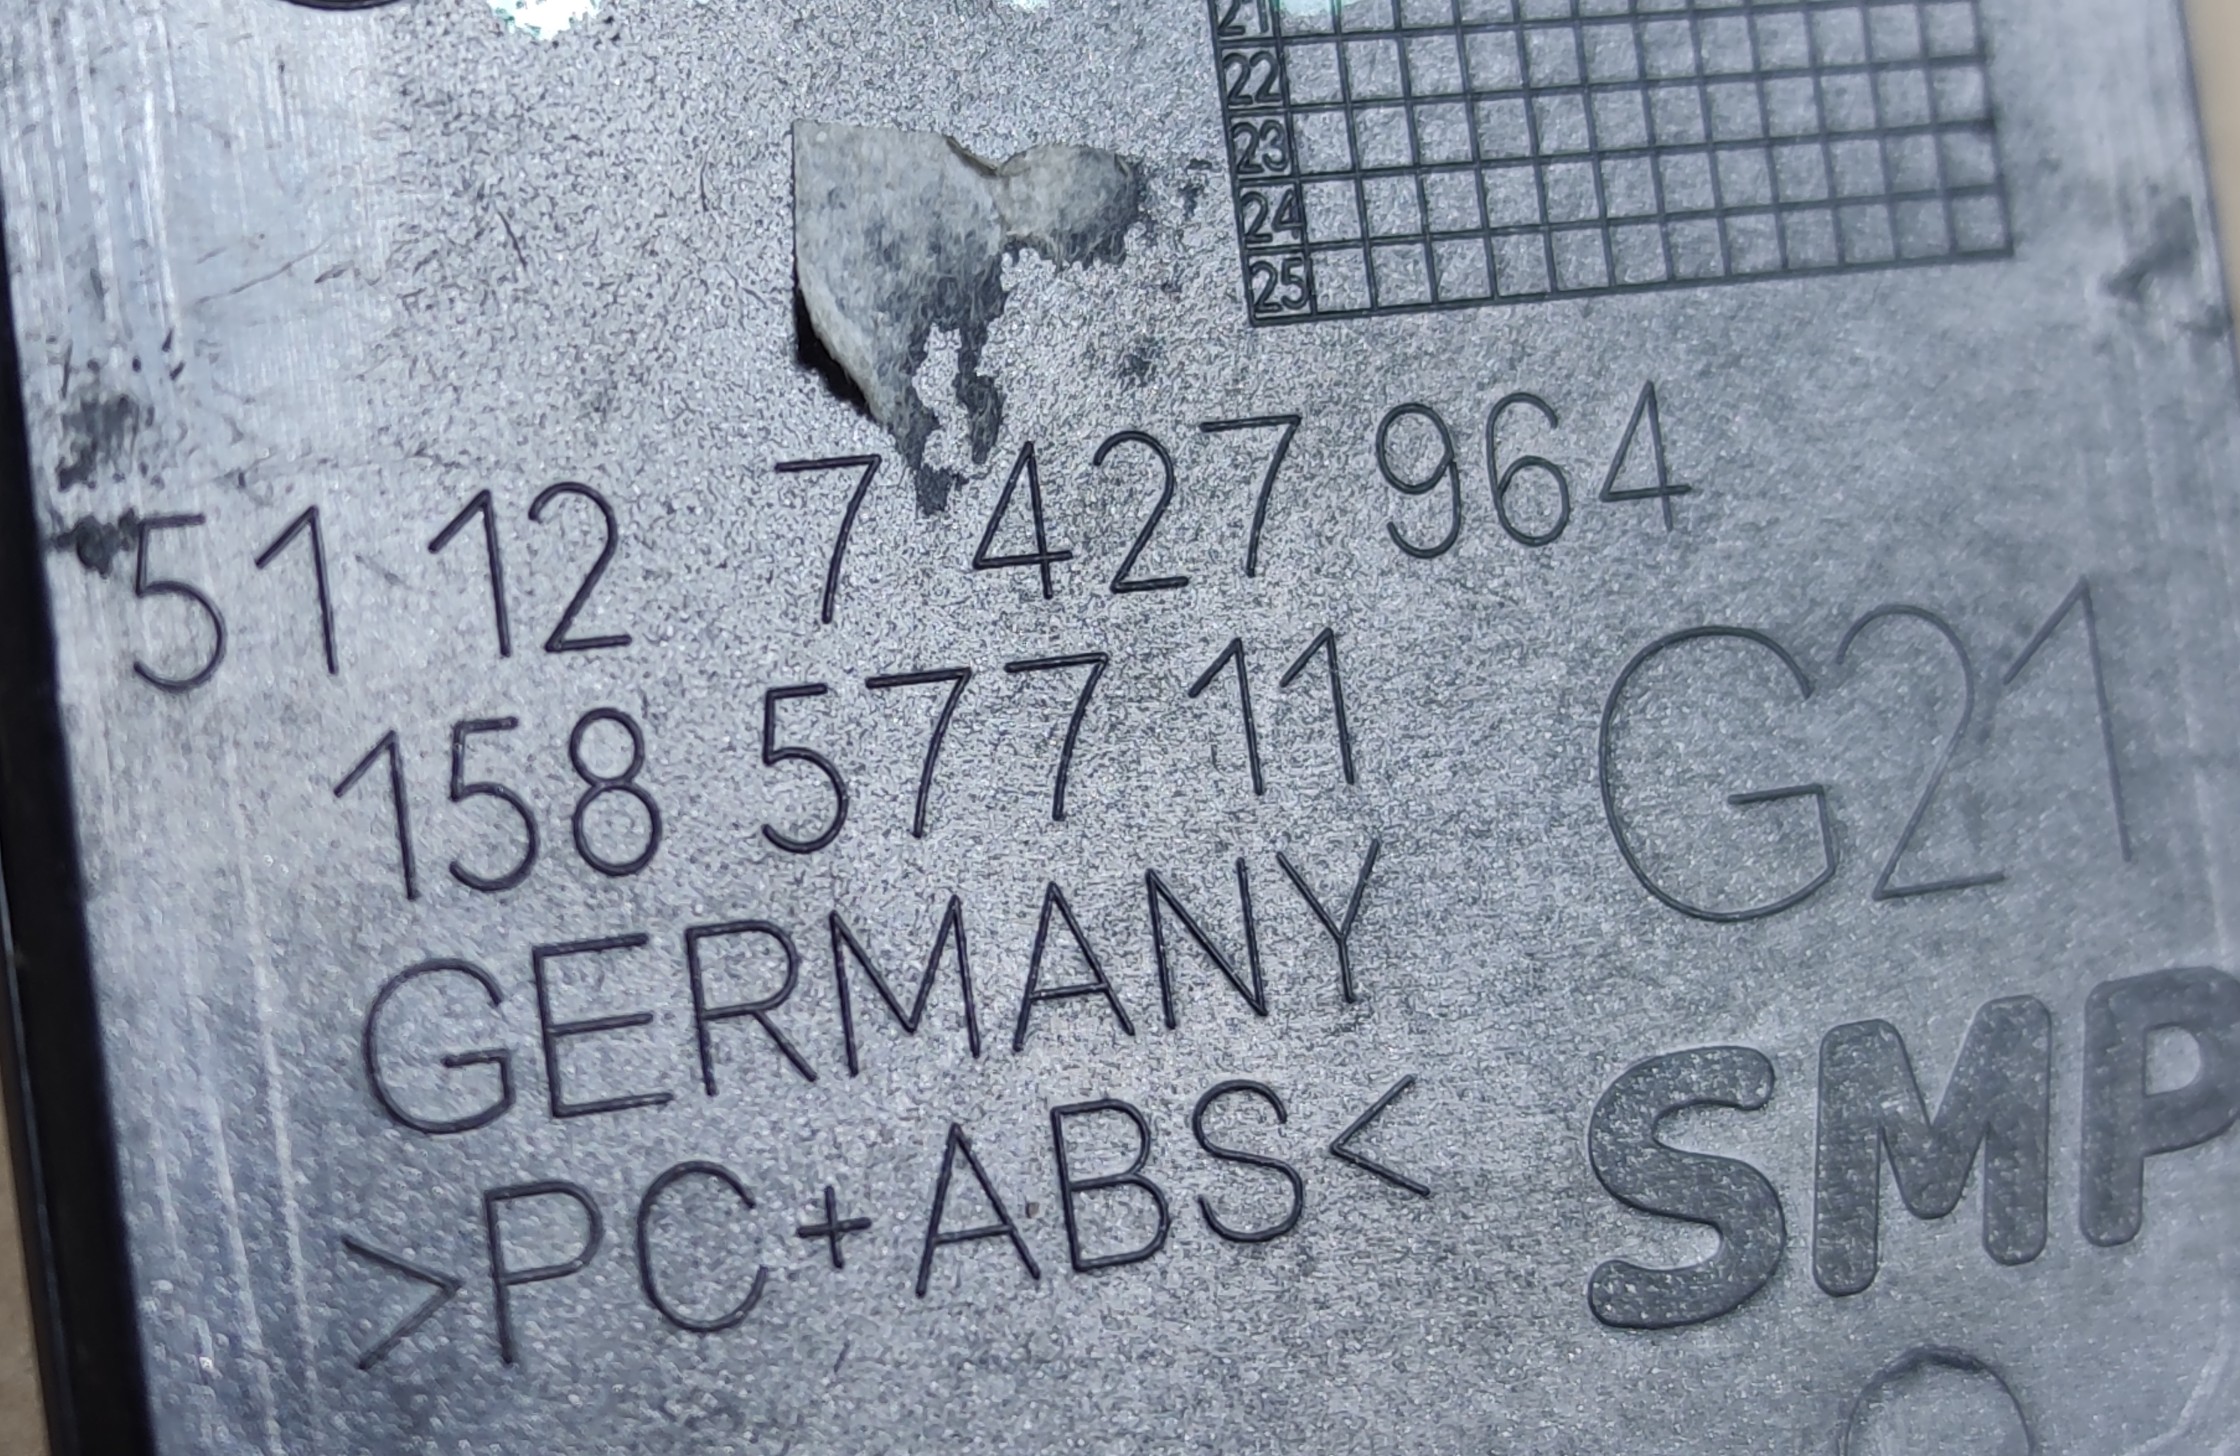 21
22
23
24
25
51 12 7 427 964
158 577 11
G21
GERMANY
>PC+ABS<
SMP